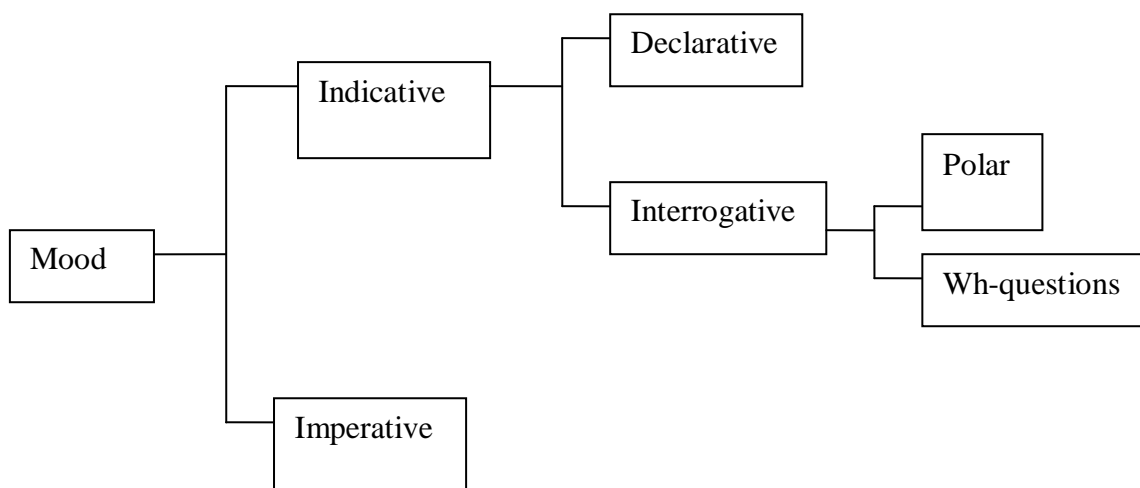 Declarative
Indicative
Polar
Interrogative
Mood
Wh-questions
Imperative